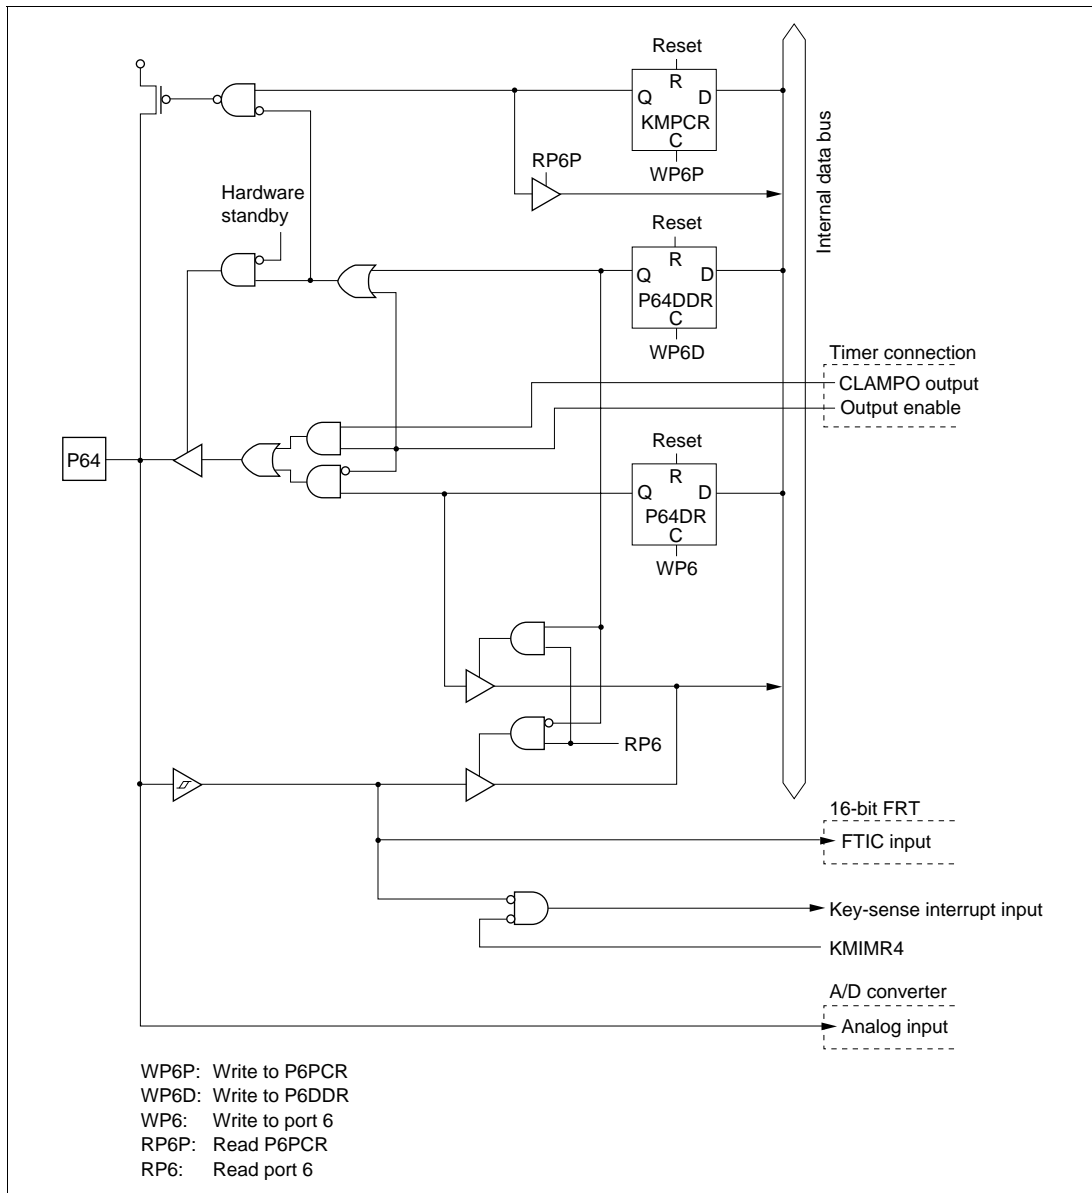 Reset
R
Q D
KMPCR
C
WP6P
RP6P
Internal data bus
Hardware
standby
Reset
R
Q D
P64DDR
C
WP6D
Timer connection
CLAMPO output
Output enable
P64
Reset
R
Q D
P64DR
C
WP6
RP6
16-bit FRT
FTIC input
Key-sense interrupt input
KMIMR4
A/D converter
Analog input
WP6P: Write to P6PCR
WP6D: Write to P6DDR
WP6: Write to port 6
RP6P: Read P6PCR
RP6: Read port 6